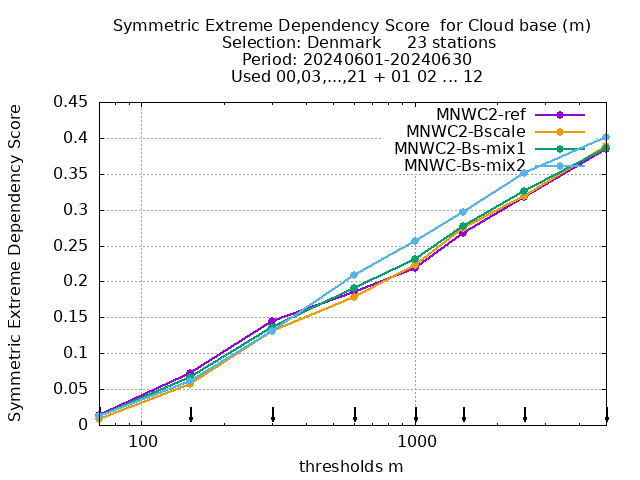 Symmetric Extreme Dependency Score  for Cloud base (m)
Selection: Denmark     23 stations
Period: 20240601-20240630
Used 00,03,...,21 + 01 02 ... 12
Symmetric Extreme Dependency Score
0.45
0.4
0.35
0.3
0.25
0.2
0.15
0.1
0.05
0
MNWC2-ref
MNWC2-Bscale
MNWC2-Bs-mix1
MNWC-Bs-mix2
100
1000
thresholds m